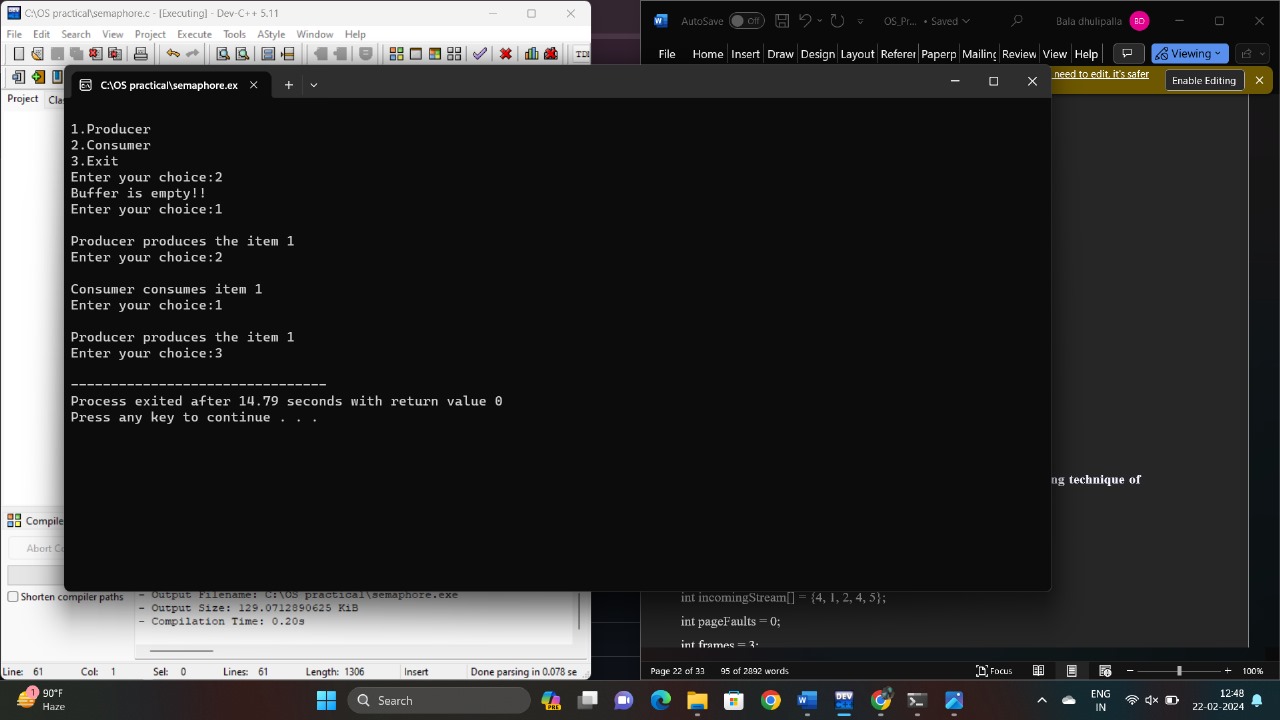 C:\OS practical\semaphore.c - [Executing] - Dev-C++ 5.11
File Edit Search View Project Execute Tools AStyle Window Help
TDI
Project
C:\OS practical\semaphore.ex
1.Producer
2.Consumer
3.Exit
Enter your choice:2
Buffer is empty!!
Enter your choice:1
Producer produces the item 1
Enter your choice:2
Consumer consumes item 1
Enter your choice:1
Producer produces the item 1
Enter your choice:3
--------------------------------
Process exited after 14.79 seconds with return value 0
Press any key to continue . . .
Compile
Abort Co
Shorten compiler paths
- Output Filename: C:\OS practical\semaphore.exe
- Output Size: 129.0712890625 KiB
- Compilation Time: 0.20s
Line: 61 Col: 1 Sel: 0 Lines: 61 Length: 1306 Insert Done parsing in 0.078 se
AutoSave Off OS_Pr... • Saved Bala dhulipalla BD
File Home Insert Draw Design Layout Referer Paperp Mailing Review View Help Viewing
need to edit, it's safer Enable Editing
ng technique of
int incomingStream[] = {4, 1, 2, 4, 5};
int pageFaults = 0;
int frames = 3;
Page 22 of 33 95 of 2892 words Focus 100%
90°F
Haze
Search
PRE
DEV
ENG
IN
12:48
22-02-2024